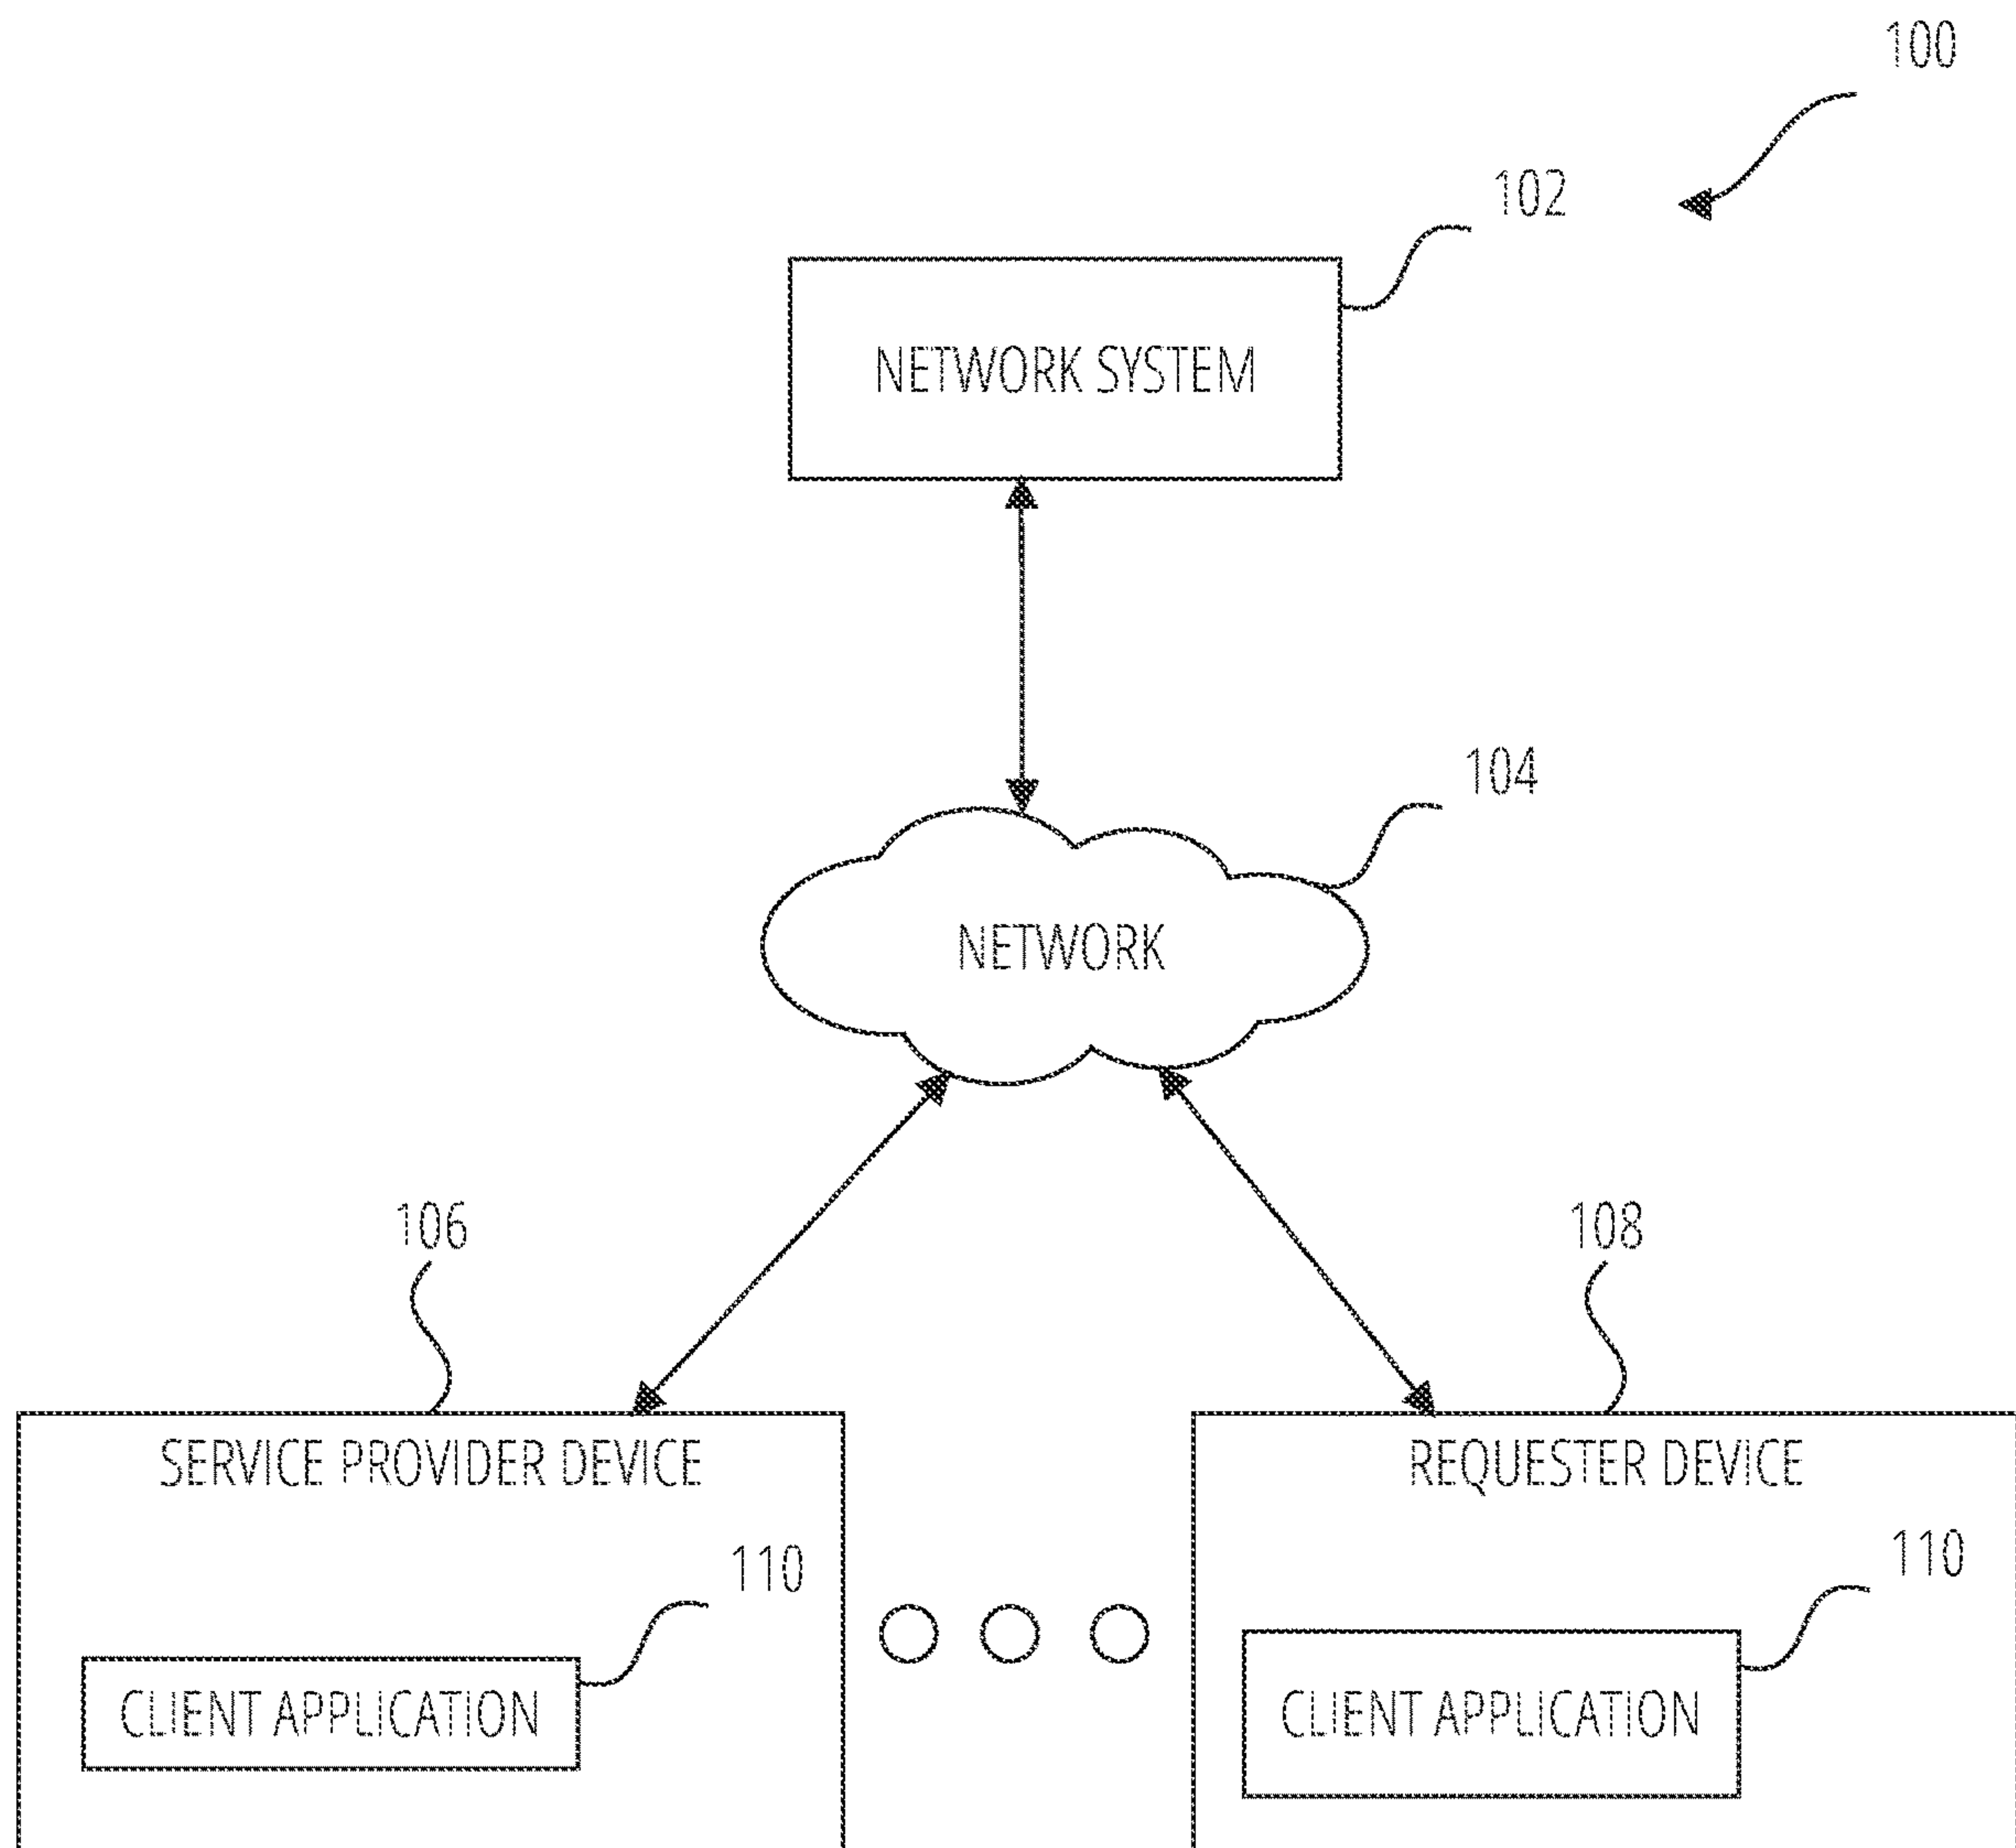 100
102
NETWORK SYSTEM
104
NETWORK
106
108
SERVICE PROVIDER DEVICE
REQUESTER DEVICE
110
110
CLIENT APPLICATION
CLIENT APPLICATION